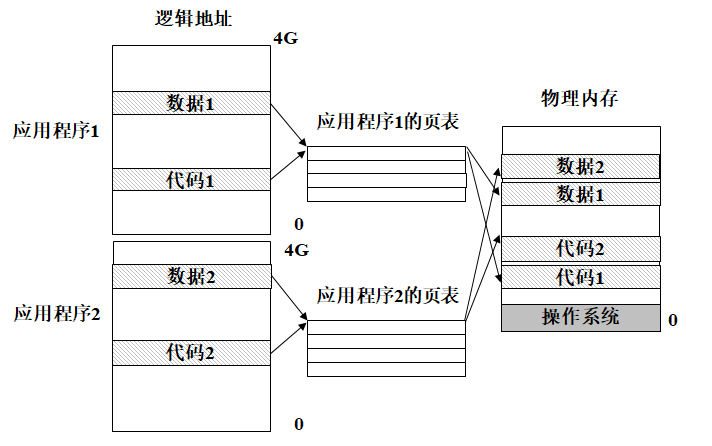 逻辑地址
4G
数据1
应用程序1
代码1
0
应用程序1的页表
物理内存
数据2
数据1
代码2
代码1
操作系统
0
4G
数据2
应用程序2
代码2
0
应用程序2的页表